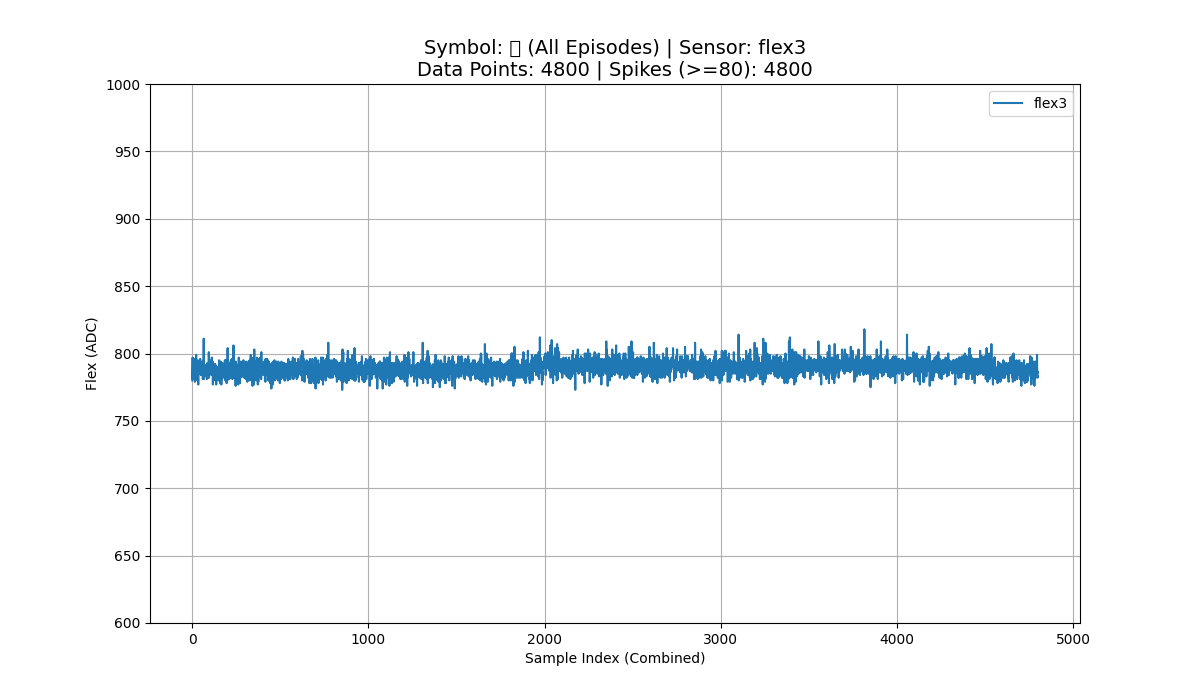 Symbol: (All Episodes) | Sensor: flex3
Data Points: 4800 | Spikes (>=80): 4800
flex3
1000
950
900
850
800
750
700
650
600
Flex (ADC)
0 1000 2000 3000 4000 5000
Sample Index (Combined)